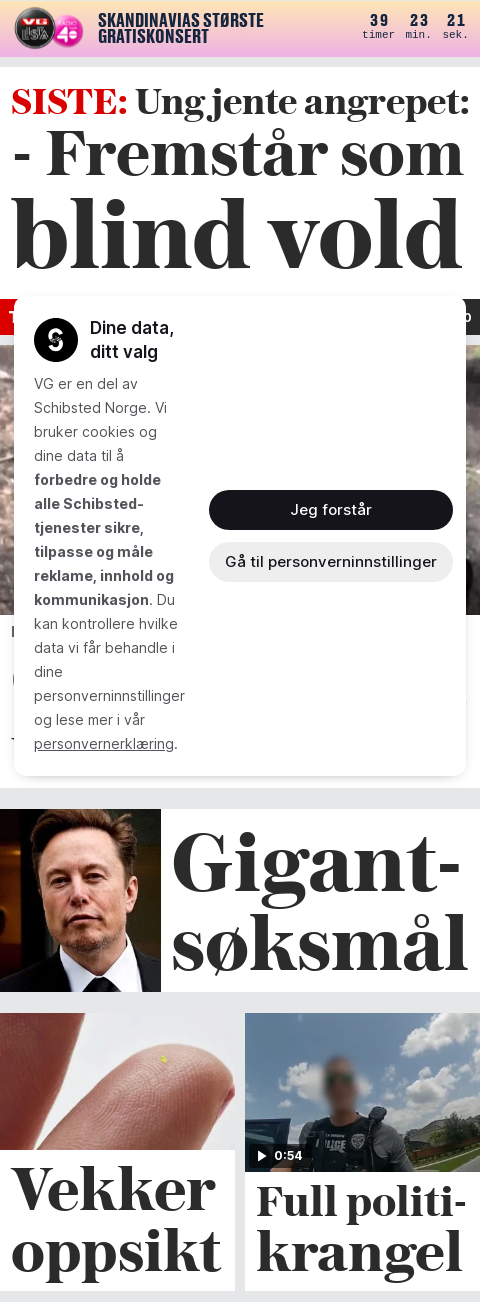 VG
LISTA
RADIO
SKANDINAVIAS STØRSTE
GRATISKONSERT
39 23 21
timer min. sek.
SISTE: Ung jente angrepet:
- Fremstår som
blind vold
Dine data,
ditt valg
VG er en del av
Schibsted Norge. Vi
bruker cookies og
dine data til å
forbedre og holde
alle Schibsted-
tjenester sikre,
tilpasse og måle
reklame, innhold og
kommunikasjon. Du
kan kontrollere hvilke
data vi får behandle i
dine
personverninnstillinger
og lese mer i vår
personvernerklæring.
Jeg forstår
Gå til personverninnstillinger
Gigant-
søksmål
Vekker
oppsikt
POLICE
0:54
Full politi-
krangel